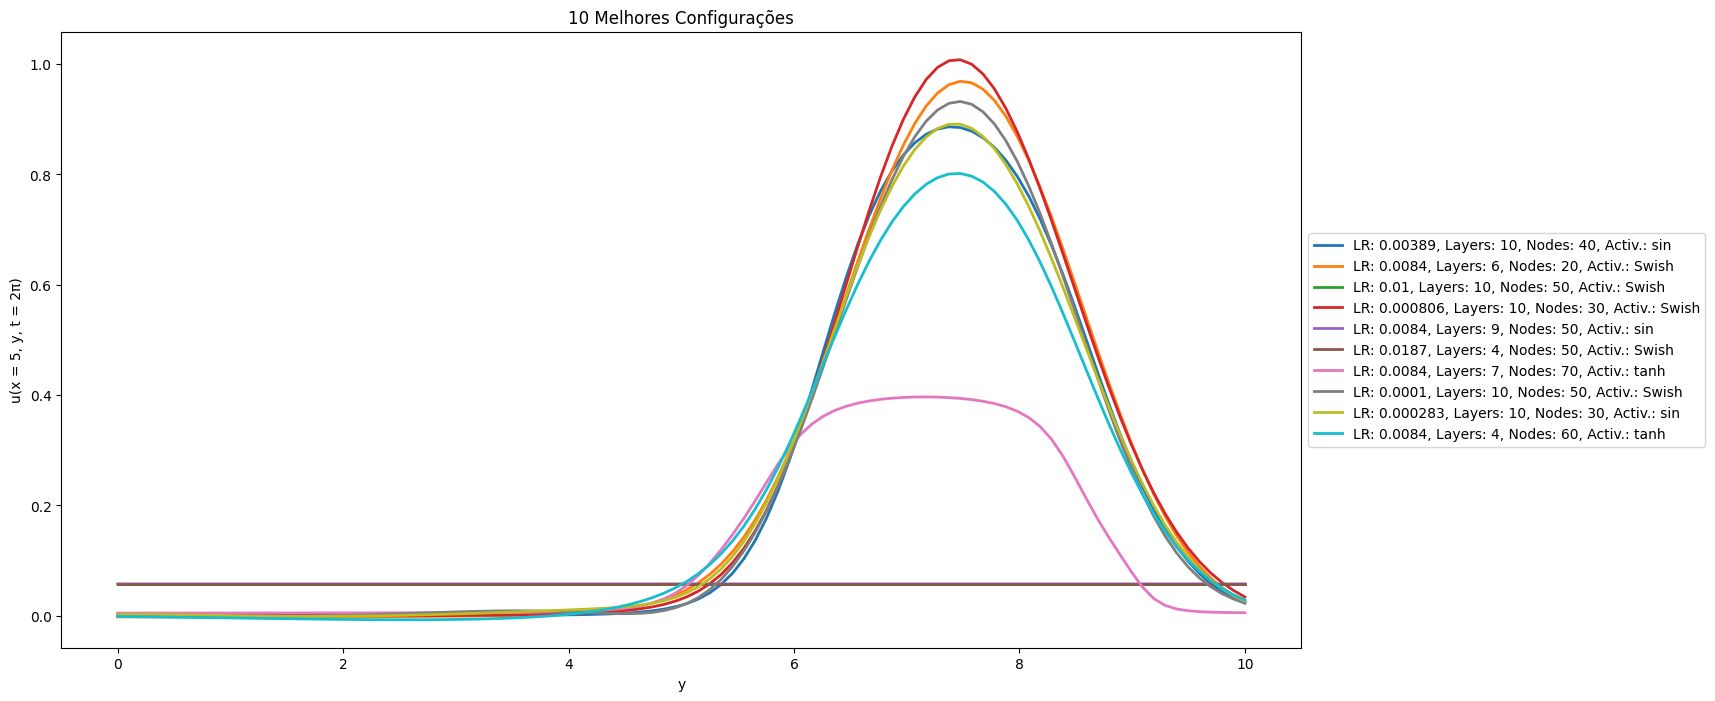 10 Melhores Configurações
1.0
0.8
0.6
0.4
0.2
0.0
u(x = 5, y, t = 2π)
0 2 4 6 8 10
y
LR: 0.00389, Layers: 10, Nodes: 40, Activ.: sin
LR: 0.0084, Layers: 6, Nodes: 20, Activ.: Swish
LR: 0.01, Layers: 10, Nodes: 50, Activ.: Swish
LR: 0.000806, Layers: 10, Nodes: 30, Activ.: Swish
LR: 0.0084, Layers: 9, Nodes: 50, Activ.: sin
LR: 0.0187, Layers: 4, Nodes: 50, Activ.: Swish
LR: 0.0084, Layers: 7, Nodes: 70, Activ.: tanh
LR: 0.0001, Layers: 10, Nodes: 50, Activ.: Swish
LR: 0.000283, Layers: 10, Nodes: 30, Activ.: sin
LR: 0.0084, Layers: 4, Nodes: 60, Activ.: tanh